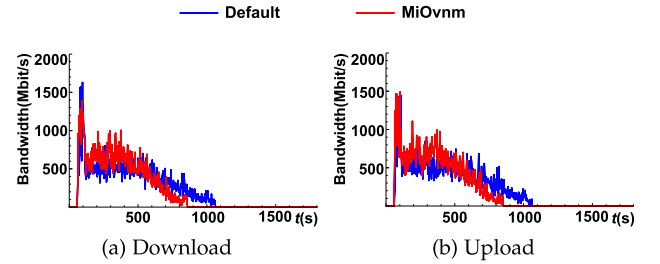 Default MiOvnm
Bandwidth(Mbit/s)
2000
1500
1000
500
500 1000 1500 t(s)
(a) Download
Bandwidth(Mbit/s)
2000
1500
1000
500
500 1000 1500 t(s)
(b) Upload